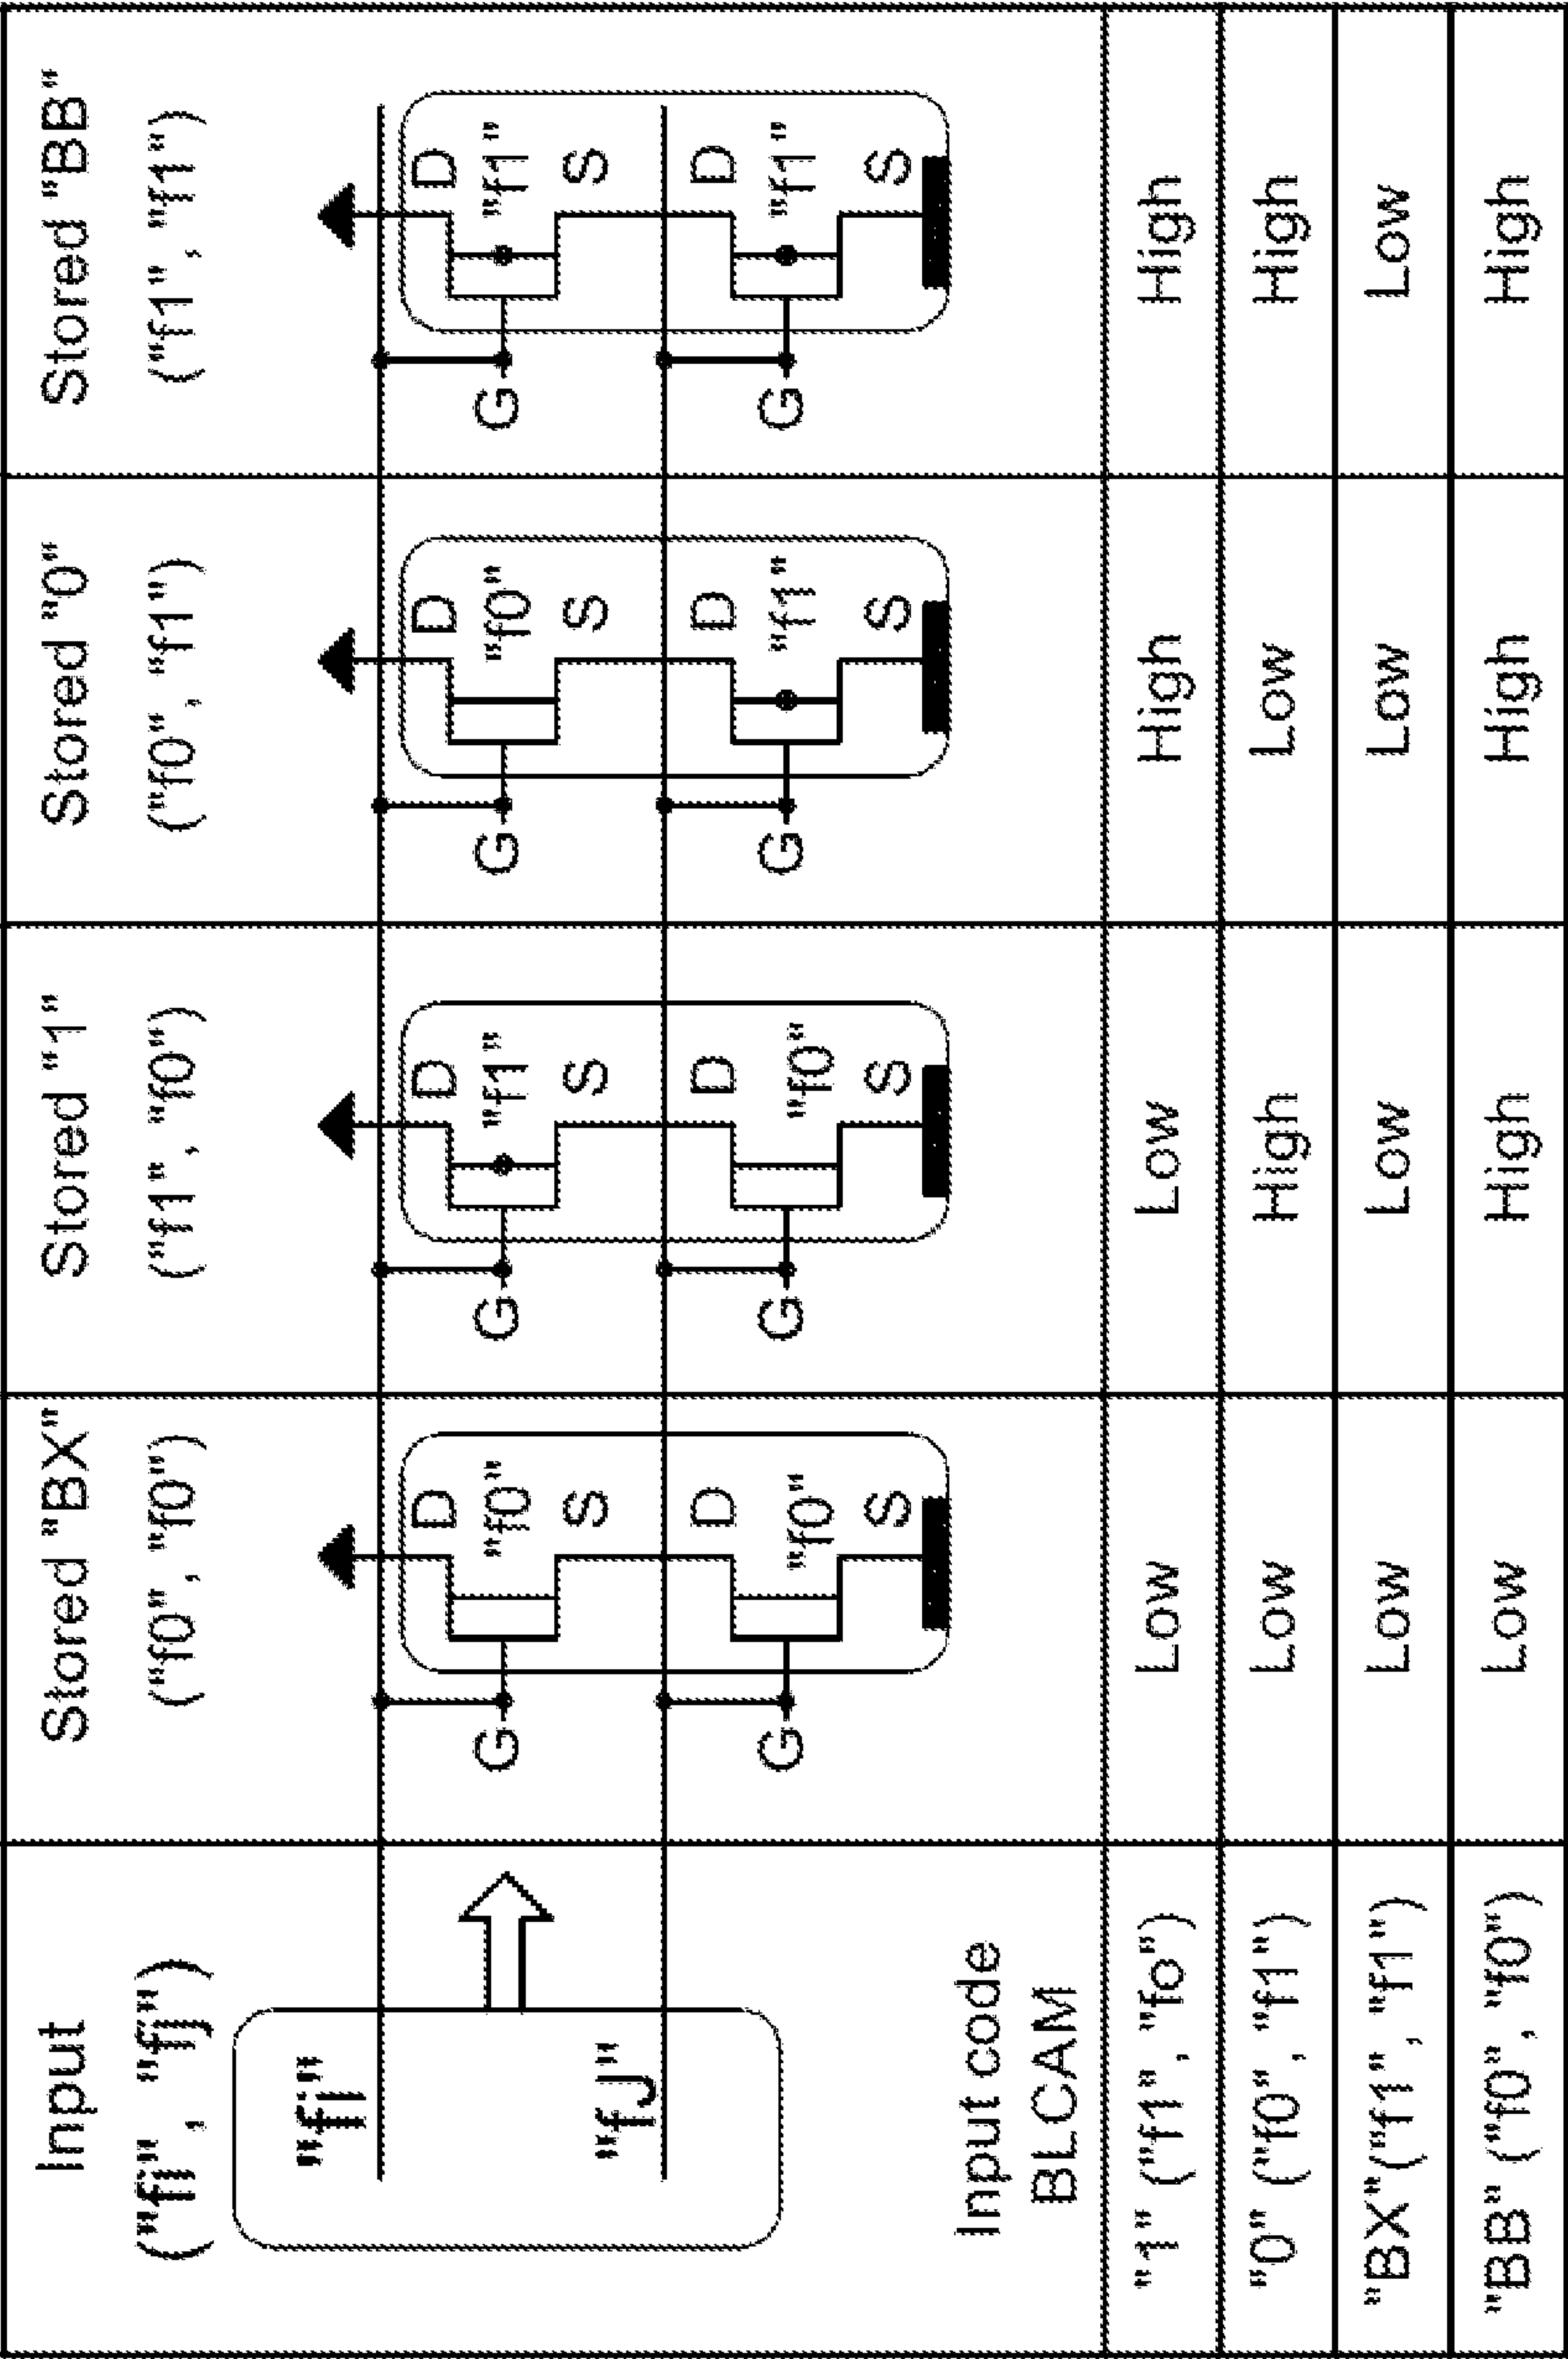 Input
("fi" , "fj")
Stored "BX"
("f0" , "f0")
Stored "1"
("f1" , "f0")
Stored "0"
("f0" , "f1")
Stored "BB"
("f1" , "f1")
"fi"
"fJ"
G D "f0" S
G D "f1" S
G D "f0" S
G D "f1" S
G D "f0" S
G D "f0" S
G D "f1" S
G D "f1" S
Input code
BLCAM
"1" ("f1" , "fo") Low Low High High
"0" ("f0" , "f1") Low High Low High
"BX"("f1" , "f1") Low Low Low Low
"BB" ("f0" , "f0") Low High High High